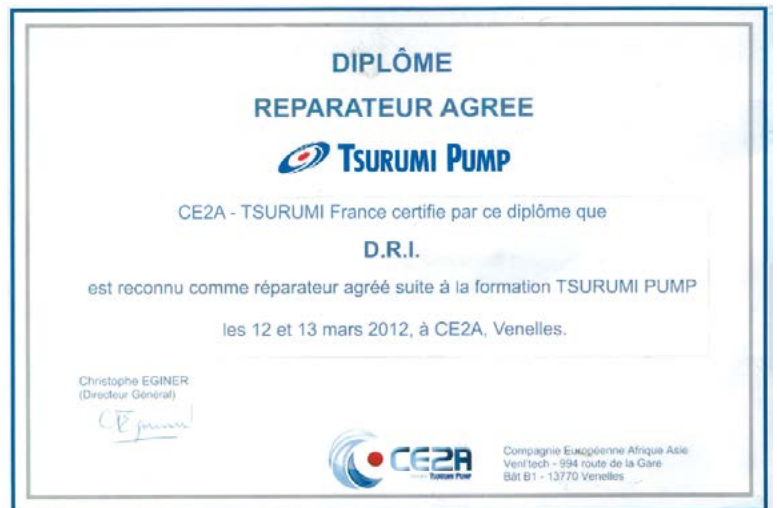 DIPLÔME
REPARATEUR AGREE
TSURUMI PUMP
CE2A - TSURUMI France certifie par ce diplôme que
D.R.I.
est reconnu comme réparateur agréé suite à la formation TSURUMI PUMP
les 12 et 13 mars 2012, à CE2A, Venelles.
Christophe EGINER
(Directeur Général)
CE2A
TSURUMI PUMP
Compagnie Européenne Afrique Asie
Ven'tech - 994 route de la Gare
Bât B1 - 13770 Venelles